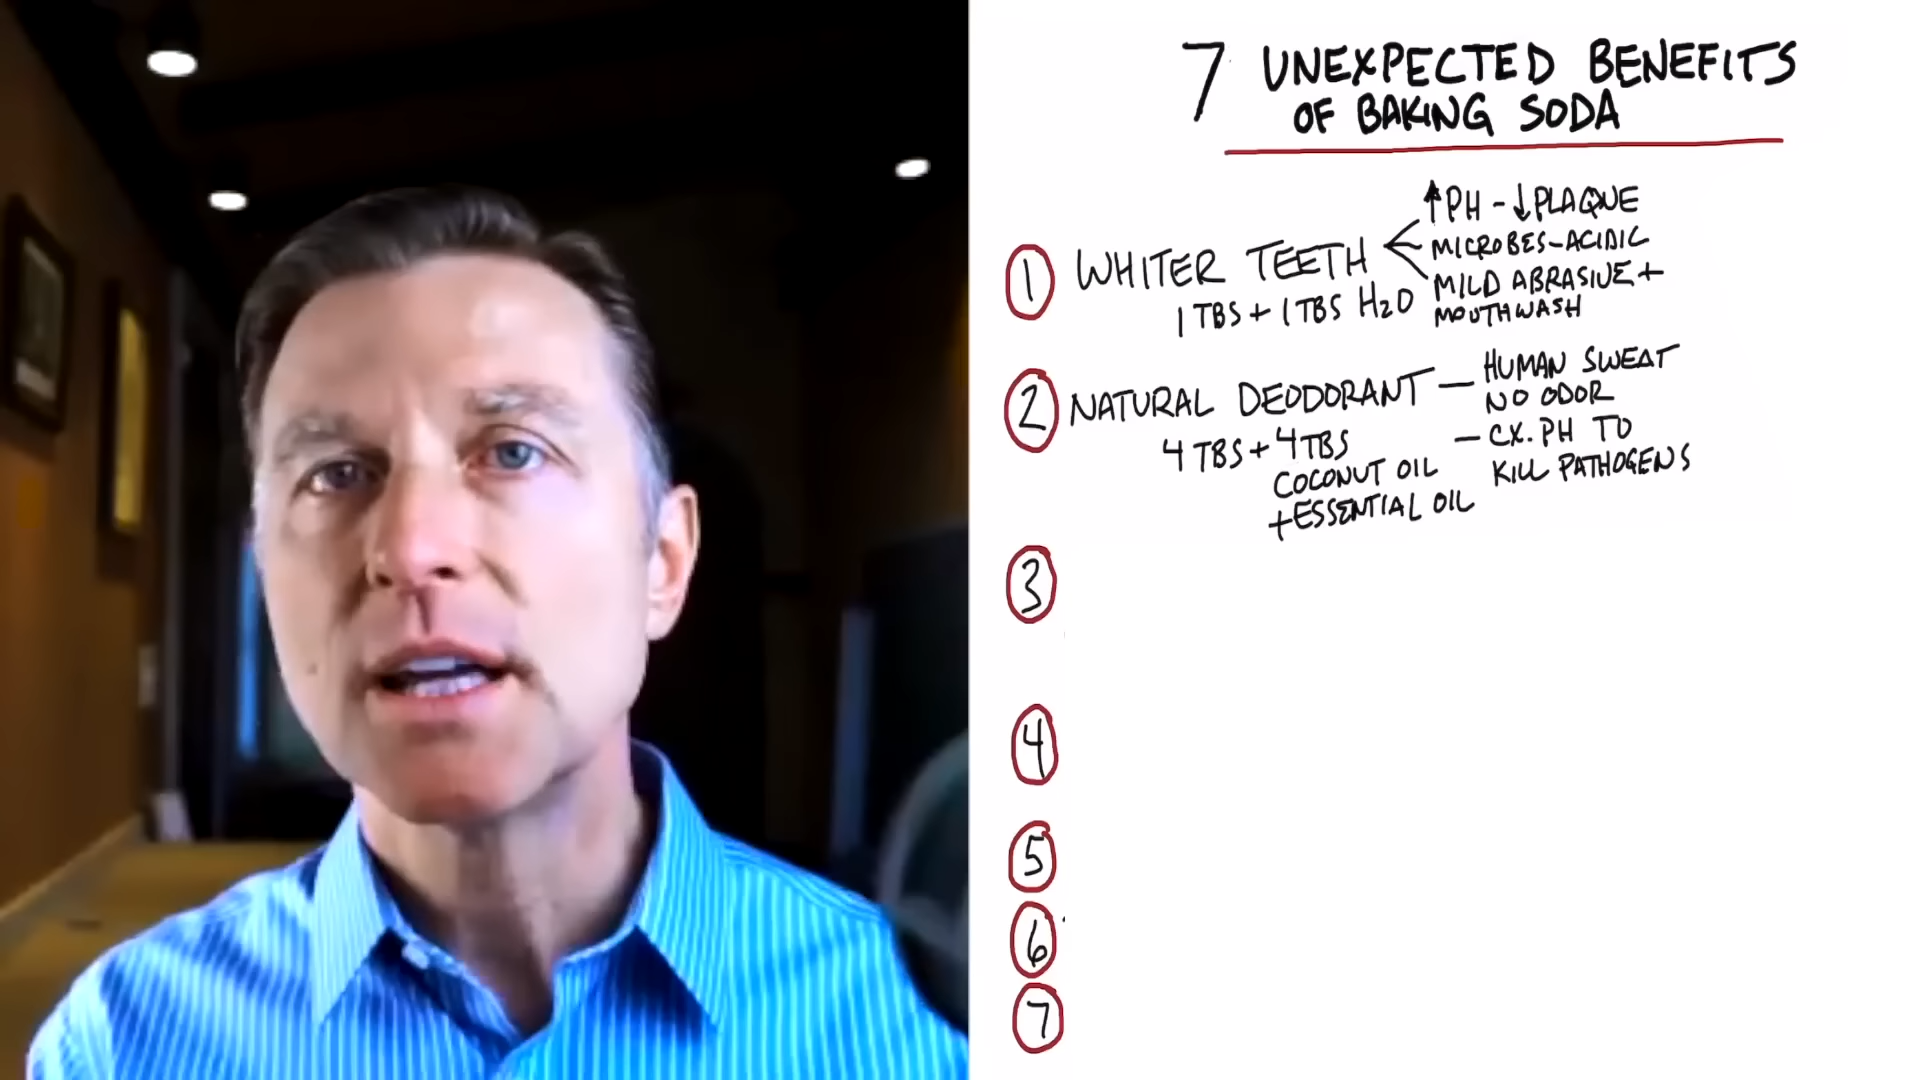 7 UNEXPECTED BENEFITS
OF BAKING SODA
↑PH - ↓PLAQUE
1 WHITER TEETH
MICROBES-ACIDIC
MILD ABRASIVE +
MOUTHWASH
1 TBS + 1 TBS H2O
2 NATURAL DEODORANT
- HUMAN SWEAT
NO ODOR
- CX. PH TO
KILL PATHOGENS
4 TBS + 4 TBS
COCONUT OIL
+ESSENTIAL OIL
3
4
5
6
7